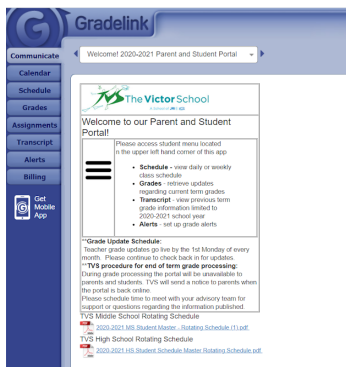 Gradelink
Communicate
Calendar
Schedule
Grades
Assignments
Transcript
Alerts
Billing
Get
Mobile
App
Welcome! 2020-2021 Parent and Student Portal
TVS The Victor School
Welcome to our Parent and Student
Portal!
Please access student menu located
n the upper left hand corner of this app
• Schedule - view daily or weekly
class schedule
• Grades - retrieve updates
regarding current term grades
• Transcript - view previous term
grade information limited to
2020-2021 school year
• Alerts - set up grade alerts
**Grade Update Schedule:
Teacher grade updates go live by the 1st Monday of every
month. Please continue to check back in for updates.
**TVS procedure for end of term grade processing:
During grade processing the portal will be unavailable to
parents and students. TVS will send a notice to parents when
the portal is back online.
Please schedule time to meet with your advisory team for
support or questions regarding the information published.
TVS Middle School Rotating Schedule
2020-2021 MS Student Master - Rotating Schedule (1).pdf
TVS High School Rotating Schedule
2020-2021 HS Student Schedule Master Rotating Schedule.pdf